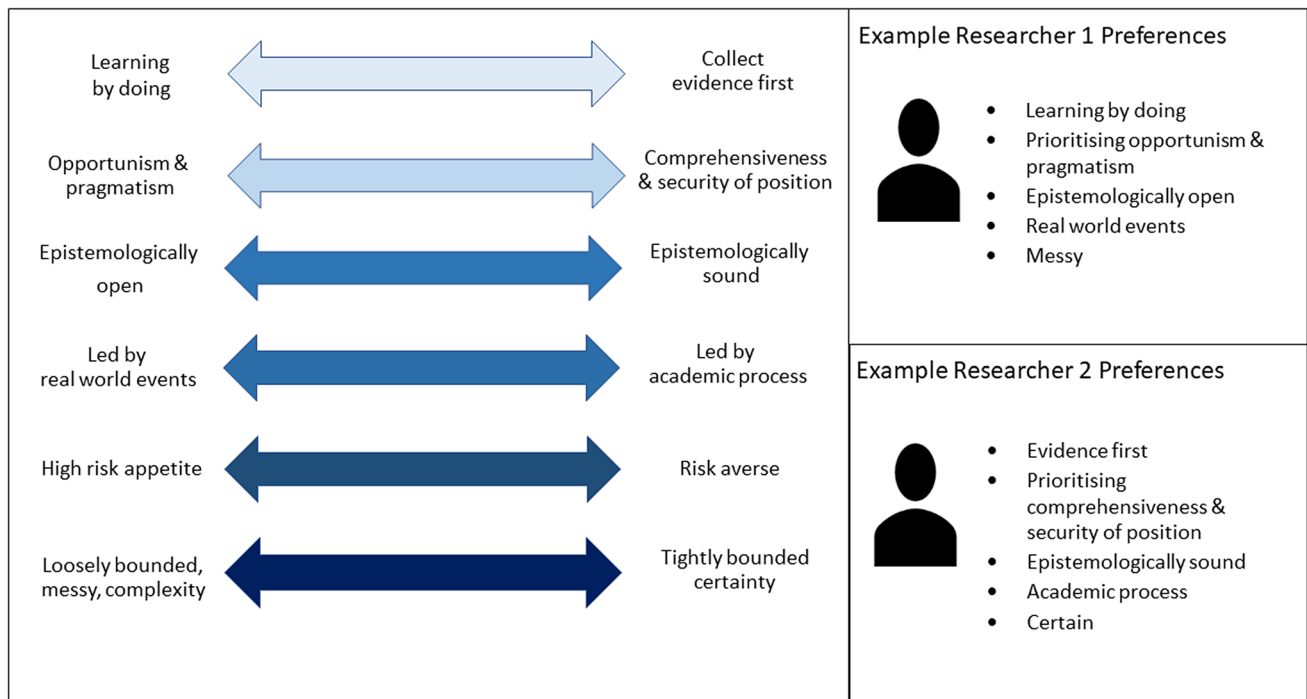 Learning
by doing
Collect
evidence first
Opportunism &
pragmatism
Comprehensiveness
& security of position
Epistemologically
open
Epistemologically
sound
Led by
real world events
Led by
academic process
High risk appetite
Risk averse
Loosely bounded,
messy, complexity
Tightly bounded
certainty
Example Researcher 1 Preferences
• Learning by doing
• Prioritising opportunism &
pragmatism
• Epistemologically open
• Real world events
• Messy
Example Researcher 2 Preferences
• Evidence first
• Prioritising
comprehensiveness &
security of position
• Epistemologically sound
• Academic process
• Certain